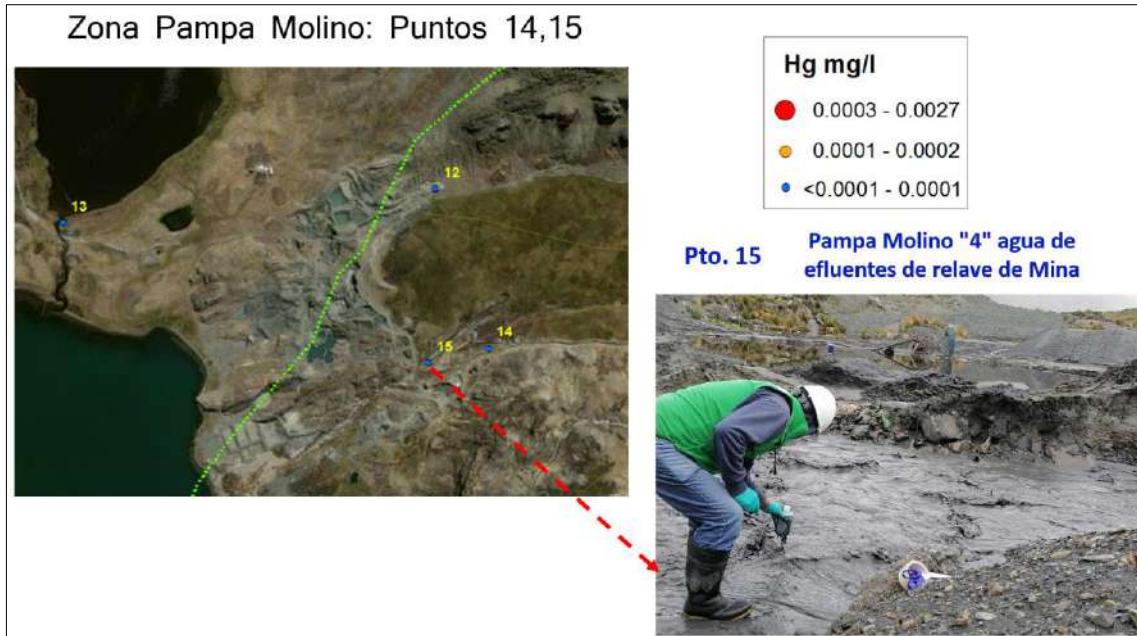 Zona Pampa Molino: Puntos 14,15
Hg mg/l
0.0003 - 0.0027
0.0001 - 0.0002
<0.0001 - 0.0001
12
13
14
15
Pto. 15
Pampa Molino "4" agua de
efluentes de relave de Mina